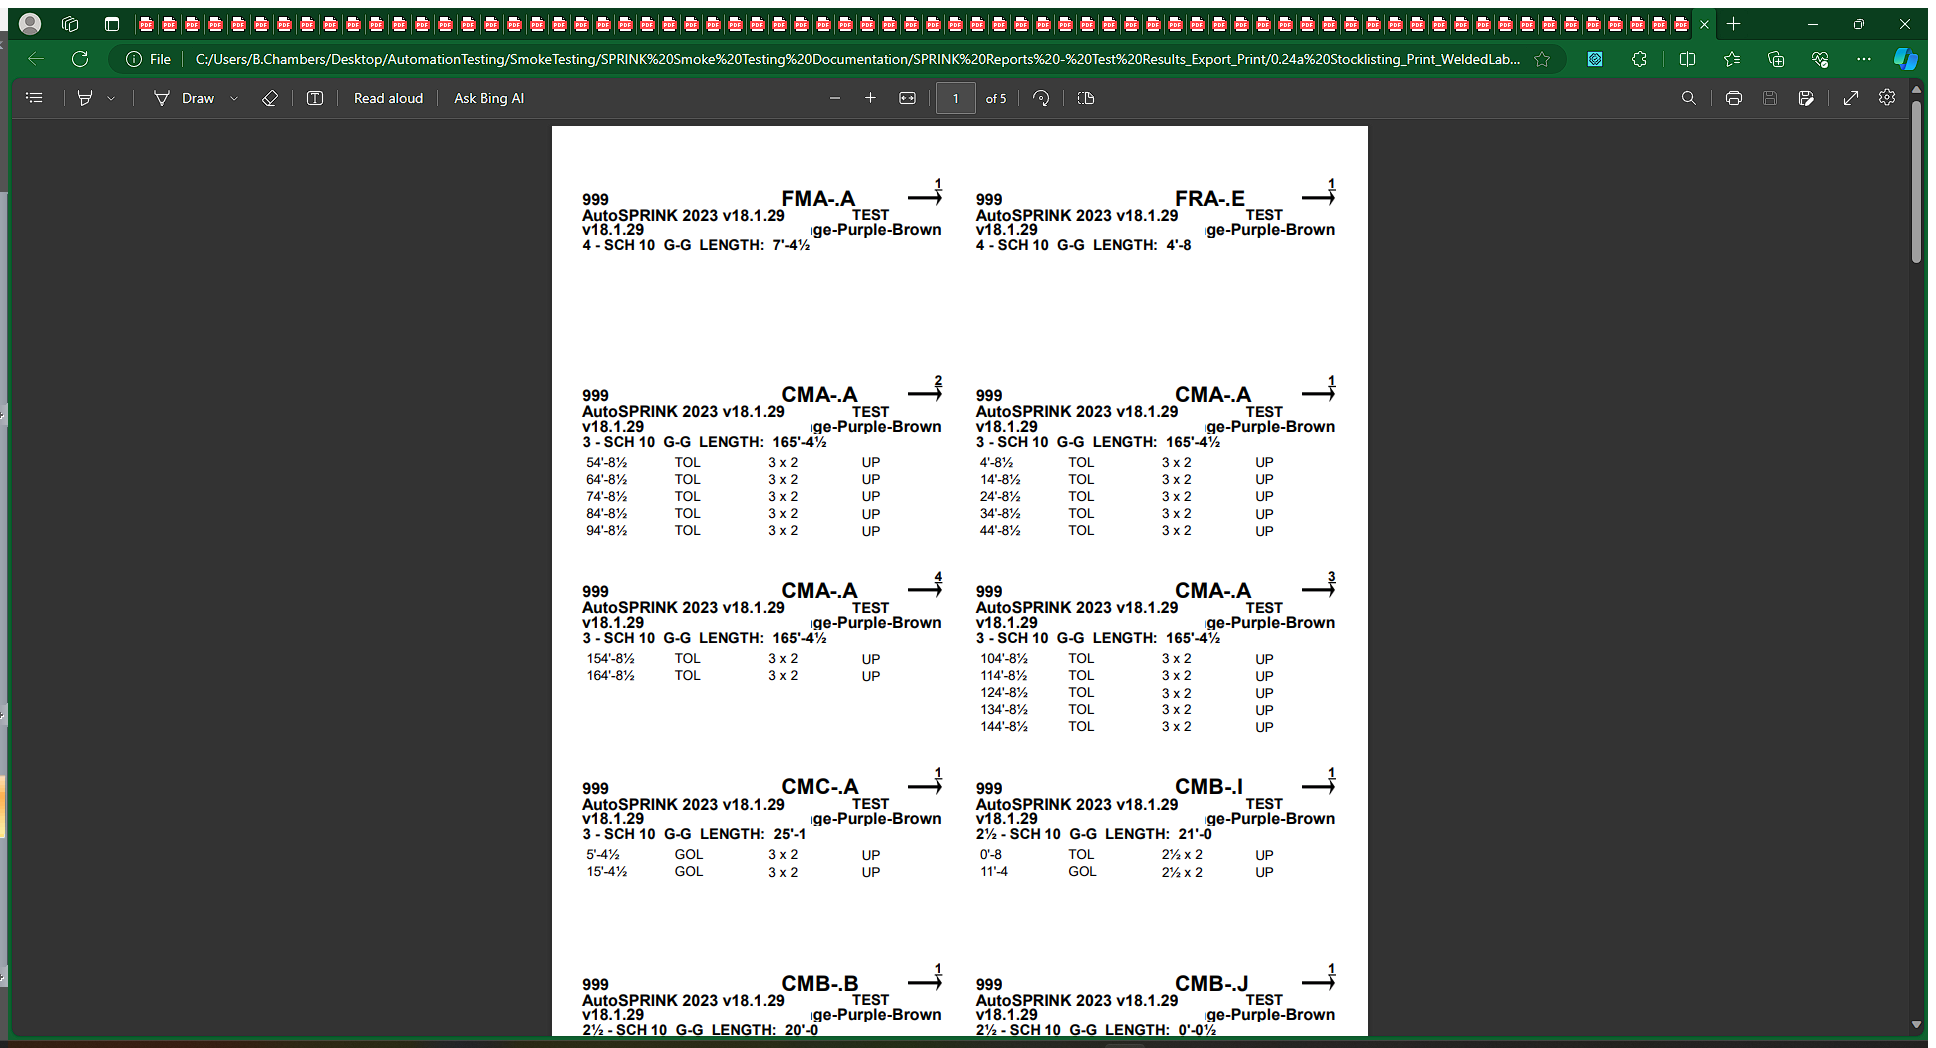 File C:/Users/B.Chambers/Desktop/AutomationTesting/SmokeTesting/SPRINK%20Smoke%20Testing%20Documentation/SPRINK%20Reports%20-%20Test%20Results_Export_Print/0.24a%20Stocklisting_Print_WeldedLab...
Draw Read aloud Ask Bing AI 1 of 5
999 FMA-.A 1
AutoSPRINK 2023 v18.1.29 TEST
v18.1.29 ge-Purple-Brown
4 - SCH 10 G-G LENGTH: 7'-4½
999 FRA-.E 1
AutoSPRINK 2023 v18.1.29 TEST
v18.1.29 ge-Purple-Brown
4 - SCH 10 G-G LENGTH: 4'-8
999 CMA-.A 2
AutoSPRINK 2023 v18.1.29 TEST
v18.1.29 ge-Purple-Brown
3 - SCH 10 G-G LENGTH: 165'-4½
54'-8½ TOL 3 x 2 UP
64'-8½ TOL 3 x 2 UP
74'-8½ TOL 3 x 2 UP
84'-8½ TOL 3 x 2 UP
94'-8½ TOL 3 x 2 UP
999 CMA-.A 1
AutoSPRINK 2023 v18.1.29 TEST
v18.1.29 ge-Purple-Brown
3 - SCH 10 G-G LENGTH: 165'-4½
4'-8½ TOL 3 x 2 UP
14'-8½ TOL 3 x 2 UP
24'-8½ TOL 3 x 2 UP
34'-8½ TOL 3 x 2 UP
44'-8½ TOL 3 x 2 UP
999 CMA-.A 4
AutoSPRINK 2023 v18.1.29 TEST
v18.1.29 ge-Purple-Brown
3 - SCH 10 G-G LENGTH: 165'-4½
154'-8½ TOL 3 x 2 UP
164'-8½ TOL 3 x 2 UP
999 CMA-.A 3
AutoSPRINK 2023 v18.1.29 TEST
v18.1.29 ge-Purple-Brown
3 - SCH 10 G-G LENGTH: 165'-4½
104'-8½ TOL 3 x 2 UP
114'-8½ TOL 3 x 2 UP
124'-8½ TOL 3 x 2 UP
134'-8½ TOL 3 x 2 UP
144'-8½ TOL 3 x 2 UP
999 CMC-.A 1
AutoSPRINK 2023 v18.1.29 TEST
v18.1.29 ge-Purple-Brown
3 - SCH 10 G-G LENGTH: 25'-1
5'-4½ GOL 3 x 2 UP
15'-4½ GOL 3 x 2 UP
999 CMB-.I 1
AutoSPRINK 2023 v18.1.29 TEST
v18.1.29 ge-Purple-Brown
2½ - SCH 10 G-G LENGTH: 21'-0
0'-8 TOL 2½ x 2 UP
11'-4 GOL 2½ x 2 UP
999 CMB-.B 1
AutoSPRINK 2023 v18.1.29 TEST
v18.1.29 ge-Purple-Brown
2½ - SCH 10 G-G LENGTH: 20'-0
999 CMB-.J 1
AutoSPRINK 2023 v18.1.29 TEST
v18.1.29 ge-Purple-Brown
2½ - SCH 10 G-G LENGTH: 0'-0½